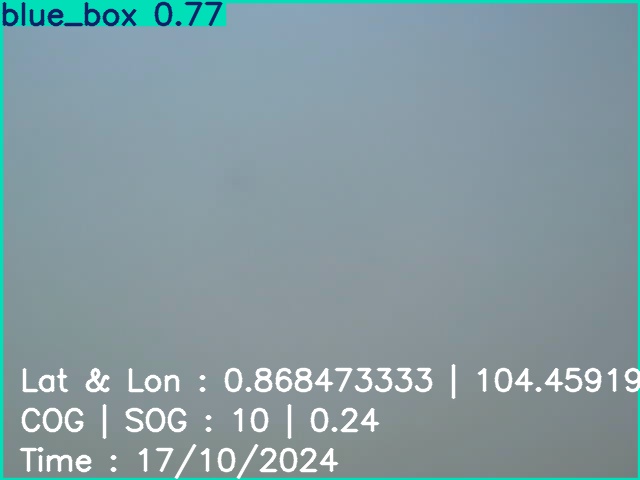 blue_box 0.77
Lat & Lon : 0.868473333 | 104.45919
COG | SOG : 10 | 0.24
Time : 17/10/2024